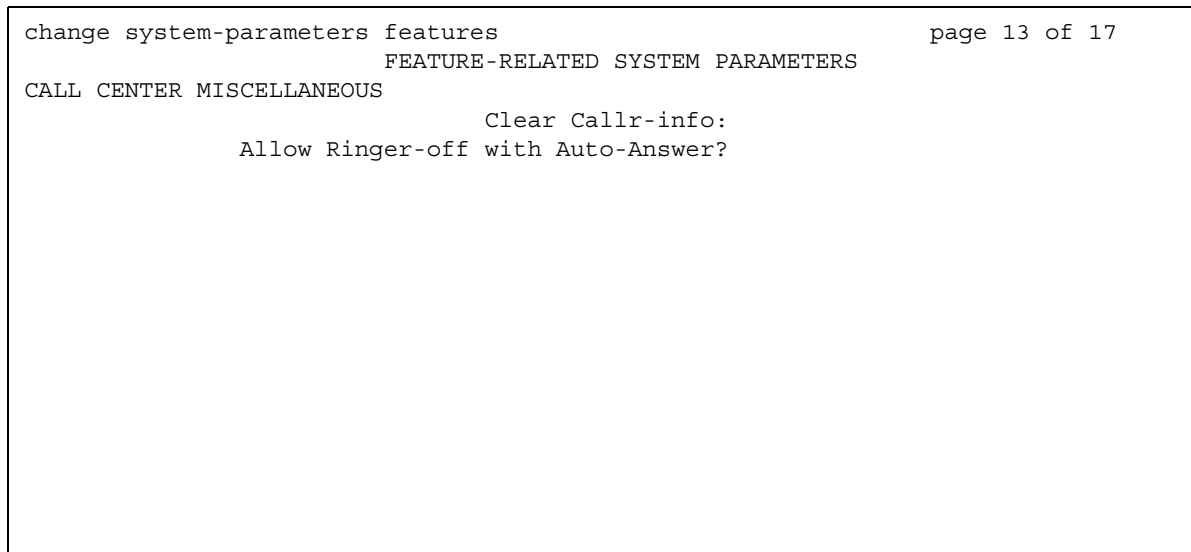 change system-parameters features page 13 of 17
FEATURE-RELATED SYSTEM PARAMETERS
CALL CENTER MISCELLANEOUS
Clear Callr-info:
Allow Ringer-off with Auto-Answer?